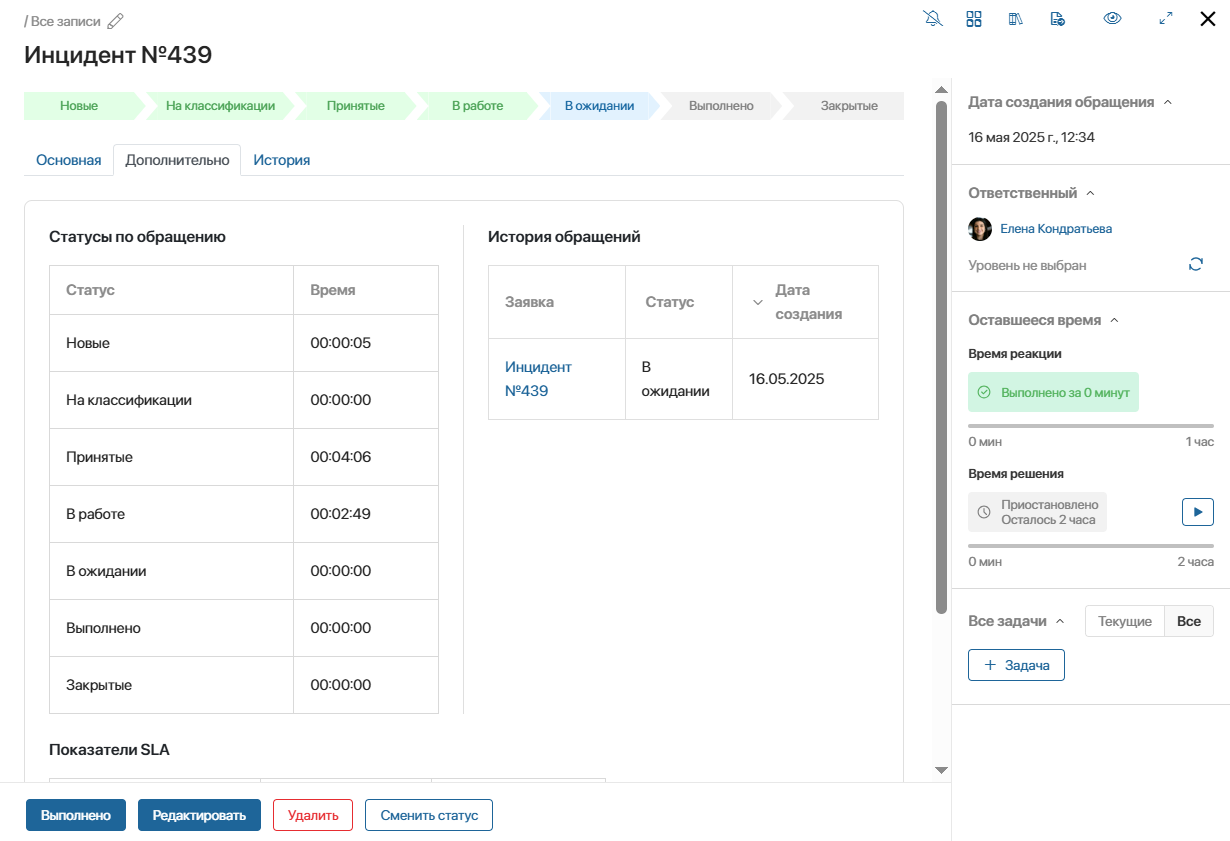 / Все записи
Инцидент №439
Новые
На классификации
Принятые
В работе
В ожидании
Выполнено
Закрытые
Основная
Дополнительно
История
Статусы по обращению
Статус
Время
Новые
00:00:05
На классификации
00:00:00
Принятые
00:04:06
В работе
00:02:49
В ожидании
00:00:00
Выполнено
00:00:00
Закрытые
00:00:00
История обращений
Заявка
Статус
Дата
создания
Инцидент
№439
В
ожидании
16.05.2025
Показатели SLA
Выполнено
Редактировать
Удалить
Сменить статус
Дата создания обращения
16 мая 2025 г., 12:34
Ответственный
Елена Кондратьева
Уровень не выбран
Оставшееся время
Время реакции
Выполнено за 0 минут
0 мин
1 час
Время решения
Приостановлено
Осталось 2 часа
0 мин
2 часа
Все задачи
Текущие
Все
+ Задача